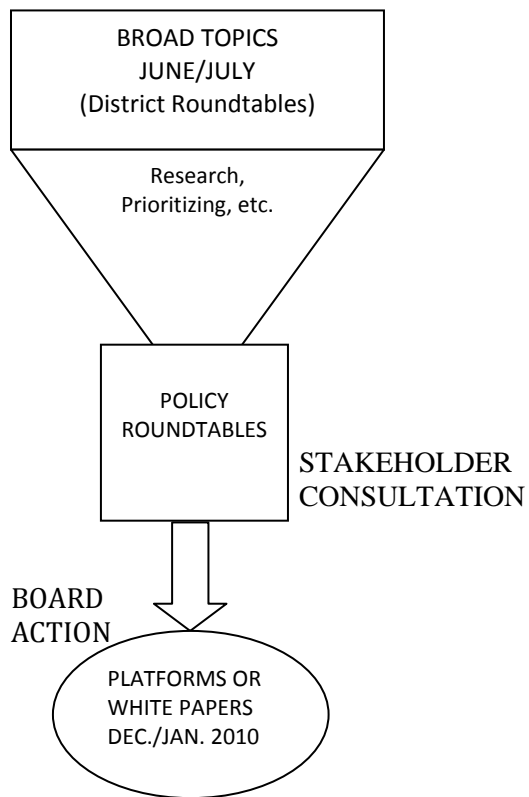 BROAD TOPICS
JUNE/JULY
(District Roundtables)
Research,
Prioritizing, etc.
POLICY
ROUNDTABLES
STAKEHOLDER
CONSULTATION
BOARD
ACTION
PLATFORMS OR
WHITE PAPERS
DEC./JAN. 2010